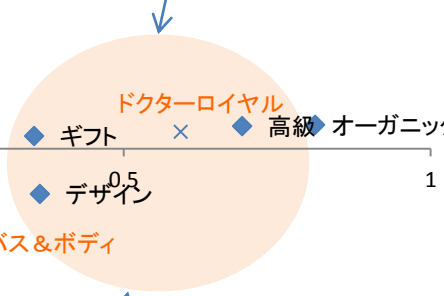 ドクターロイヤル
ギフト
高級
オーガニック
0.5
1
デザイン
バス＆ボディ